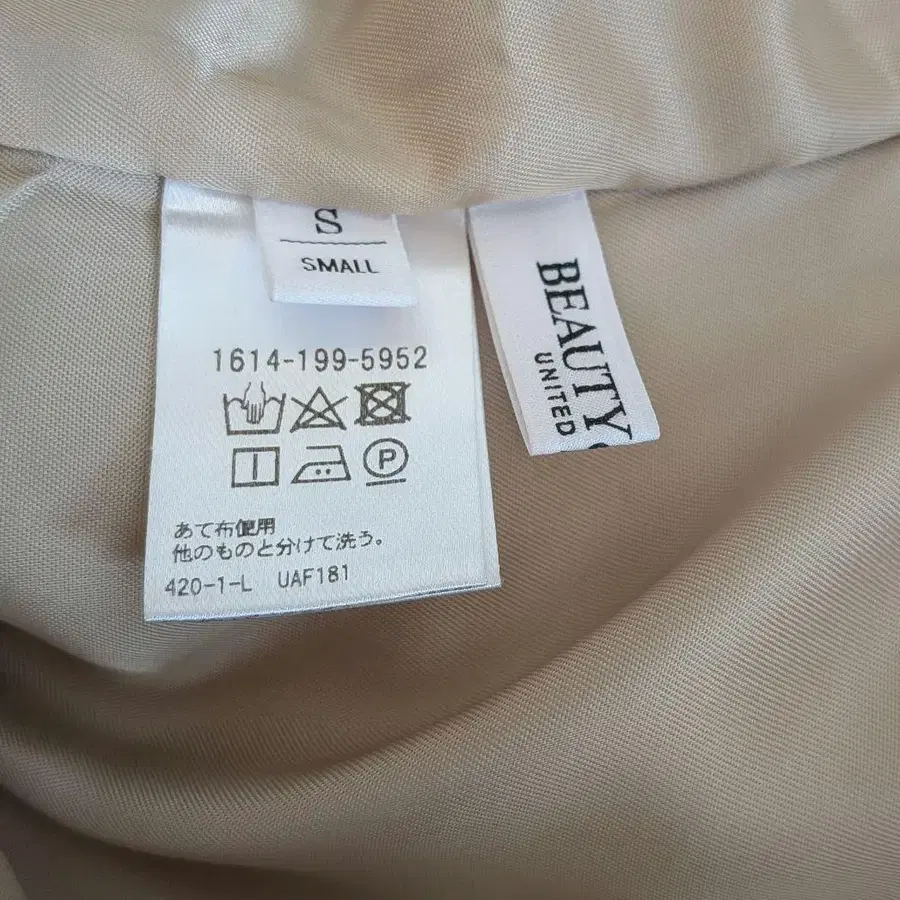 S
SMALL
1614-199-5952
P
あて布使用
他のものと分けて洗う。
420-1-L UAF181
BEAUTY
UNITED